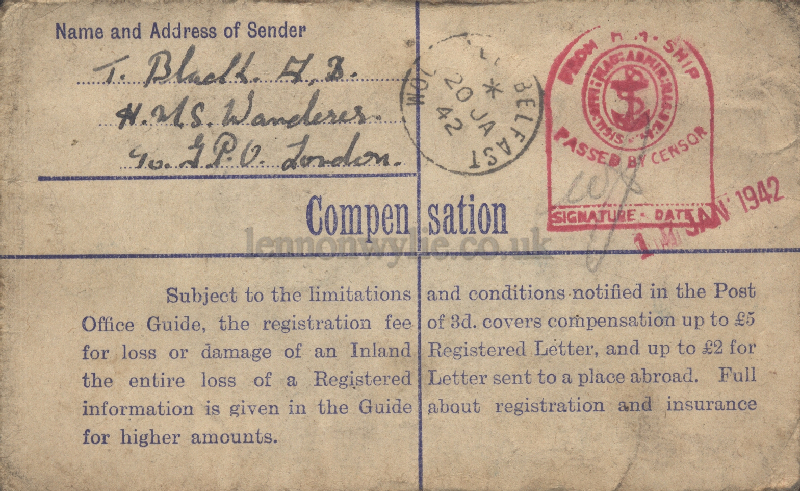 Name and Address of Sender
T. Black. A.B.
H.M.S. Wanderer.
c/o G.P.O. London.
BELFAST
20 JA
42
FROM H.M. SHIP
PASSED BY CENSOR
SIGNATURE · DATE
JAN 1942
Compensation
lennonwylie.co.uk
Subject to the limitations and conditions notified in the Post
Office Guide, the registration fee of 3d. covers compensation up to £5
for loss or damage of an Inland Registered Letter, and up to £2 for
the entire loss of a Registered Letter sent to a place abroad. Full
information is given in the Guide about registration and insurance
for higher amounts.